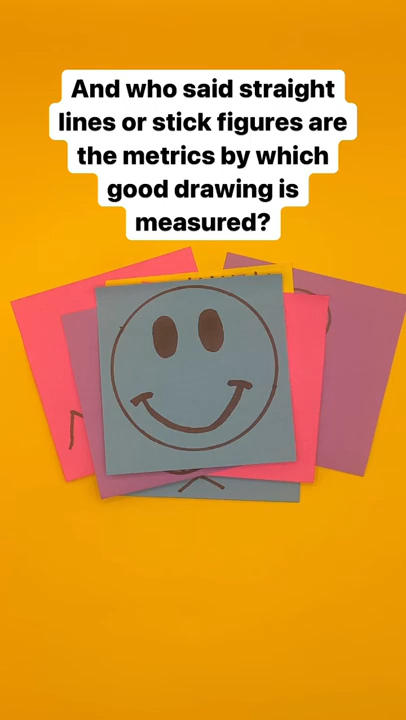 And who said straight
lines or stick figures are
the metrics by which
good drawing is
measured?